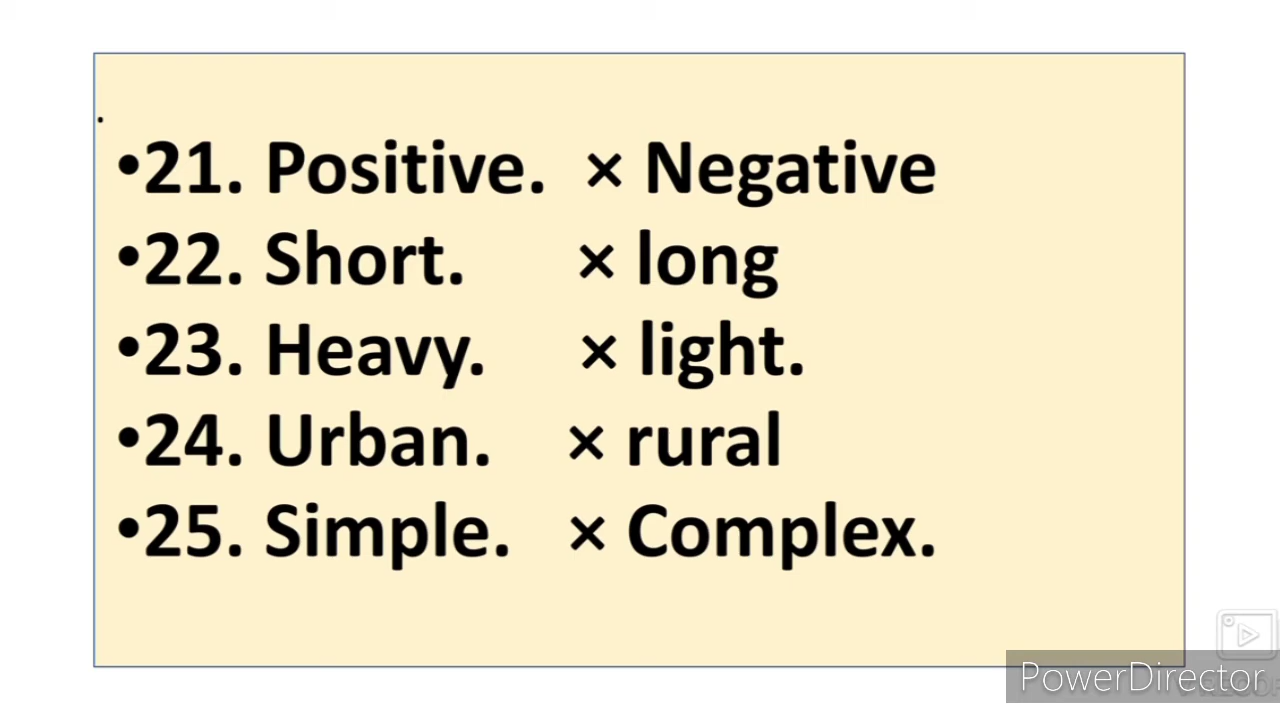 .
•21. Positive. × Negative
•22. Short. × long
•23. Heavy. × light.
•24. Urban. × rural
•25. Simple. × Complex.
PowerDirector